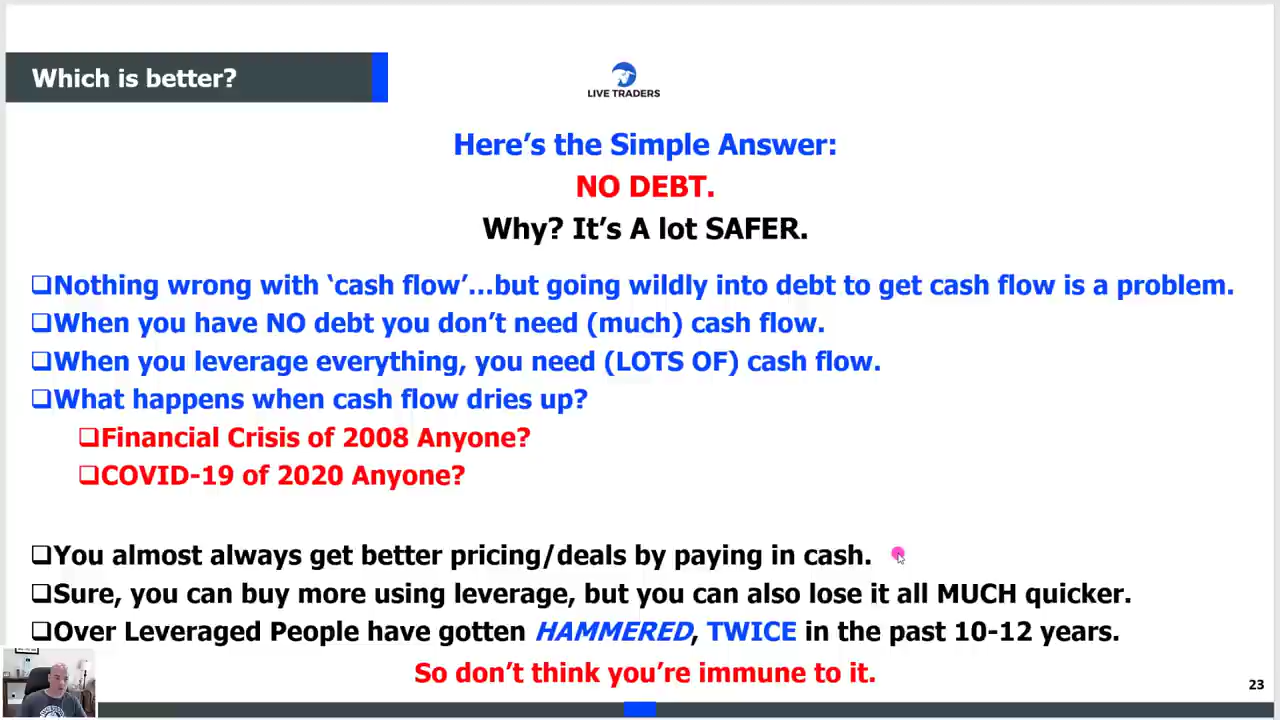 Which is better?
LIVE TRADERS
Here's the Simple Answer:
NO DEBT.
Why? It's A lot SAFER.
❑Nothing wrong with ‘cash flow’...but going wildly into debt to get cash flow is a problem.
❑When you have NO debt you don’t need (much) cash flow.
❑When you leverage everything, you need (LOTS OF) cash flow.
❑What happens when cash flow dries up?
❑Financial Crisis of 2008 Anyone?
❑COVID-19 of 2020 Anyone?
❑You almost always get better pricing/deals by paying in cash.
❑Sure, you can buy more using leverage, but you can also lose it all MUCH quicker.
❑Over Leveraged People have gotten HAMMERED, TWICE in the past 10-12 years.
So don’t think you’re immune to it.
23